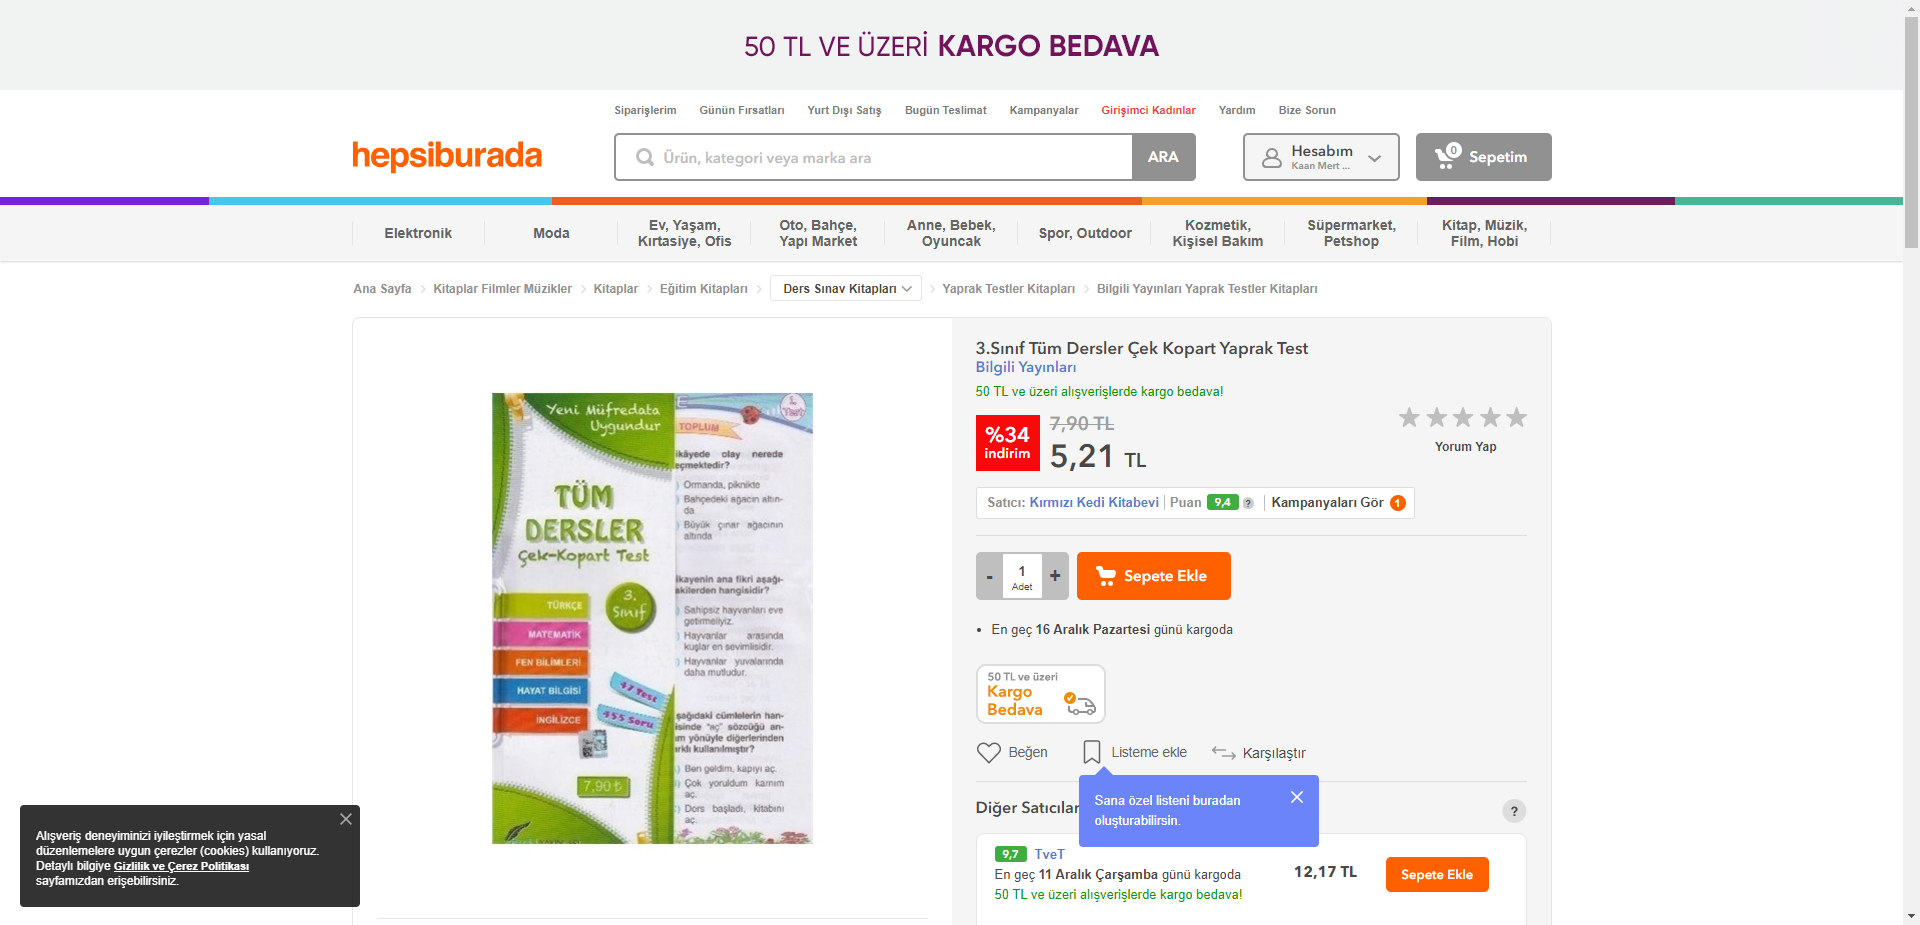 50 TL VE ÜZERİ KARGO BEDAVA
Siparişlerim Günün Fırsatları Yurt Dışı Satış Bugün Teslimat Kampanyalar Girişimci Kadınlar Yardım Bize Sorun
hepsiburada
Ürün, kategori veya marka ara
ARA
Hesabım
Kaan Mert ...
0
Sepetim
Elektronik
Moda
Ev, Yaşam,
Kırtasiye, Ofis
Oto, Bahçe,
Yapı Market
Anne, Bebek,
Oyuncak
Spor, Outdoor
Kozmetik,
Kişisel Bakım
Süpermarket,
Petshop
Kitap, Müzik,
Film, Hobi
Ana Sayfa Kitaplar Filmler Müzikler Kitaplar Eğitim Kitapları Ders Sınav Kitapları Yaprak Testler Kitapları Bilgili Yayınları Yaprak Testler Kitapları
Yeni Müfredata
Uygundur
TÜM
DERSLER
Çek-Kopart Test
3.
Sınıf
TÜRKÇE
MATEMATİK
FEN BİLİMLERİ
HAYAT BİLGİSİ
İNGİLİZCE
47 Test
455 Soru
7,90 ₺
1.
Test
TOPLUM
ikâyede olay nerede
eçmektedir?
Ormanda, piknikte
Bahçedeki ağacın altın-
da
Büyük çınar ağacının
altında
ikayenin ana fikri aşağı-
akilerden hangisidir?
Sahipsiz hayvanları eve
getirmeliyiz.
Hayvanlar arasında
kuşlar en sevimlisidir.
Hayvanlar yuvalarında
daha mutludur.
şağıdaki cümlelerin han-
isinde "aç" sözcüğü an-
m yönüyle diğerlerinden
rklı kullanılmıştır?
Ben geldim, kapıyı aç.
Çok yoruldum karnım
aç.
Ders başladı, kitabını
aç.
3.Sınıf Tüm Dersler Çek Kopart Yaprak Test
Bilgili Yayınları
50 TL ve üzeri alışverişlerde kargo bedava!
%34
indirim
7,90 TL
5,21 TL
Yorum Yap
Satıcı: Kırmızı Kedi Kitabevi Puan 9,4 ? Kampanyaları Gör 1
- 1 +
Adet
Sepete Ekle
En geç 16 Aralık Pazartesi günü kargoda
50 TL ve üzeri
Kargo
Bedava
Beğen Listeme ekle Karşılaştır
Sana özel listeni buradan
oluşturabilirsin.
Diğer Satıcılar
?
9,7 TveT
En geç 11 Aralık Çarşamba günü kargoda
50 TL ve üzeri alışverişlerde kargo bedava!
12,17 TL
Sepete Ekle
Alışveriş deneyiminizi iyileştirmek için yasal
düzenlemelere uygun çerezler (cookies) kullanıyoruz.
Detaylı bilgiye Gizlilik ve Çerez Politikası
sayfamızdan erişebilirsiniz.